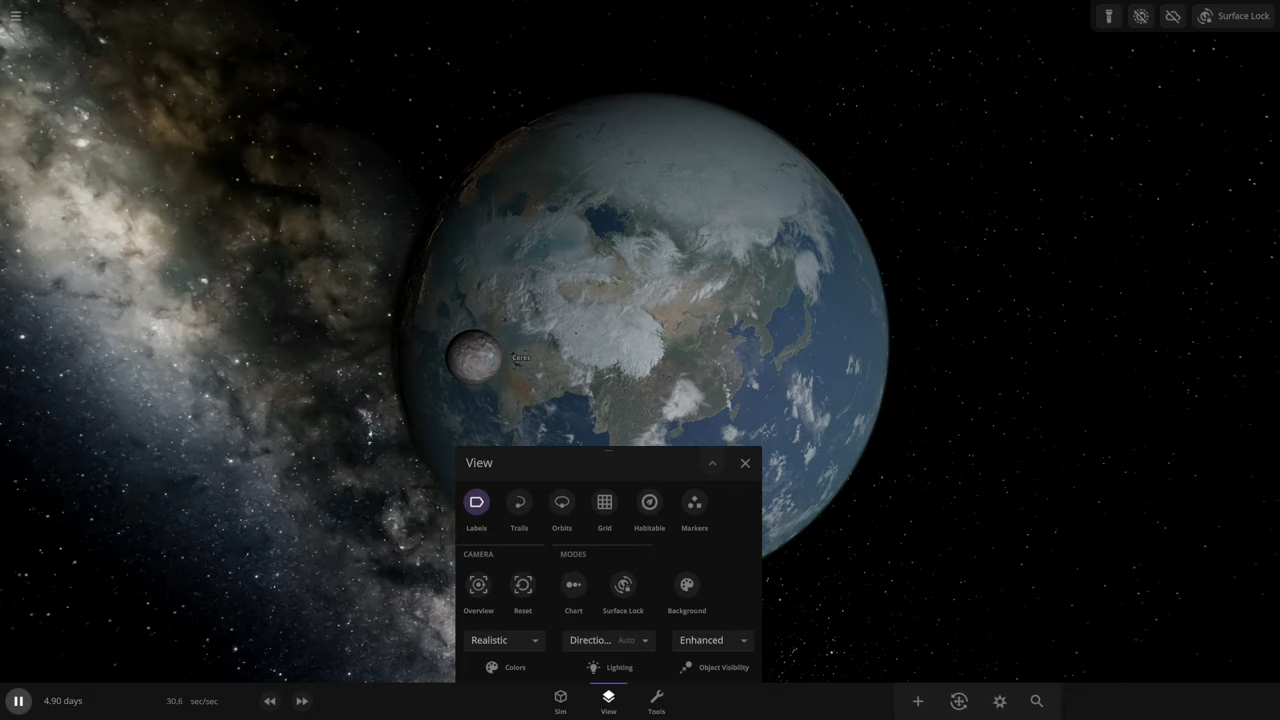 Surface Lock
Ceres
View
Labels Trails Orbits Grid Habitable Markers
CAMERA MODES
Overview Reset Chart Surface Lock Background
Realistic Directio... Auto Enhanced
Colors Lighting Object Visibility
4.90 days 30.6 sec/sec
Sim View Tools